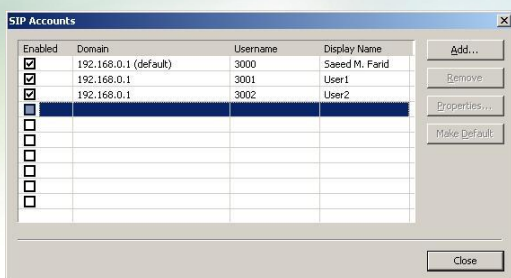 SIP Accounts
Enabled Domain Username Display Name
192.168.0.1 (default) 3000 Saeed M. Farid
192.168.0.1 3001 User1
192.168.0.1 3002 User2
Add...
Remove
Properties...
Make Default
Close